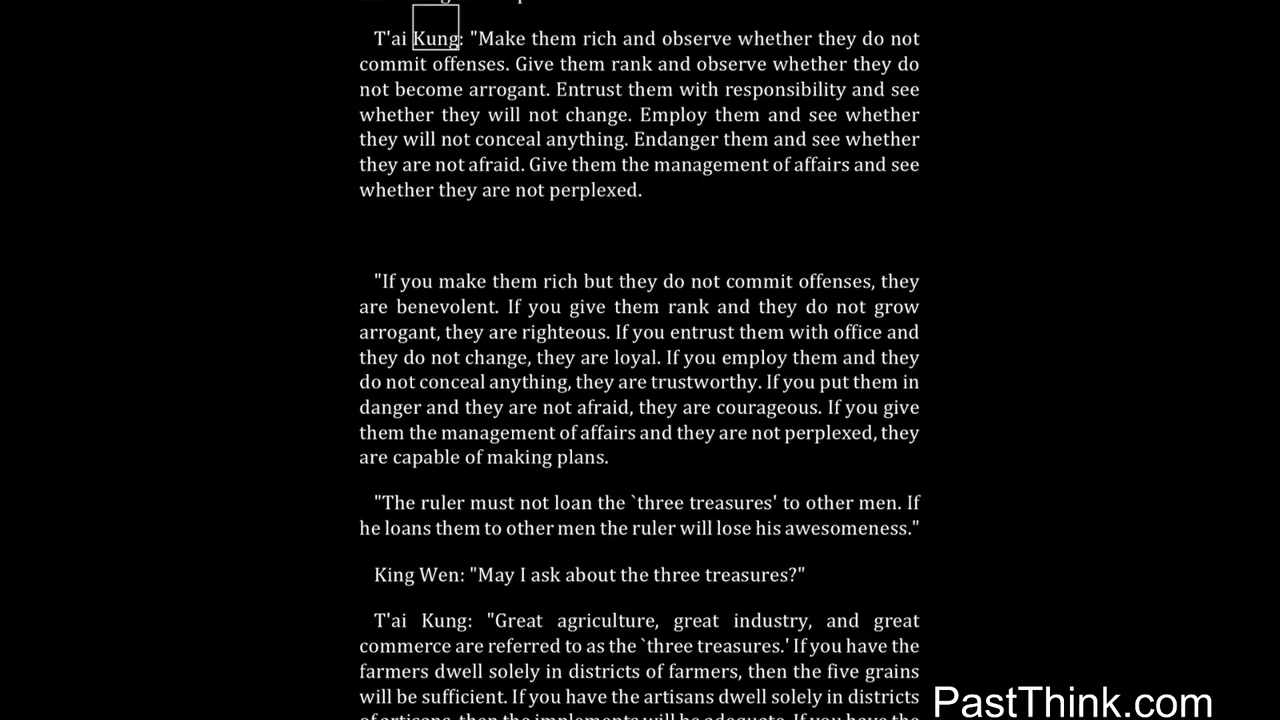 T'ai Kung: "Make them rich and observe whether they do not
commit offenses. Give them rank and observe whether they do
not become arrogant. Entrust them with responsibility and see
whether they will not change. Employ them and see whether
they will not conceal anything. Endanger them and see whether
they are not afraid. Give them the management of affairs and see
whether they are not perplexed.
"If you make them rich but they do not commit offenses, they
are benevolent. If you give them rank and they do not grow
arrogant, they are righteous. If you entrust them with office and
they do not change, they are loyal. If you employ them and they
do not conceal anything, they are trustworthy. If you put them in
danger and they are not afraid, they are courageous. If you give
them the management of affairs and they are not perplexed, they
are capable of making plans.
"The ruler must not loan the `three treasures' to other men. If
he loans them to other men the ruler will lose his awesomeness."
King Wen: "May I ask about the three treasures?"
T'ai Kung: "Great agriculture, great industry, and great
commerce are referred to as the `three treasures.' If you have the
farmers dwell solely in districts of farmers, then the five grains
will be sufficient. If you have the artisans dwell solely in districts
of artisans, then the implements will be adequate. If you have the
PastThink.com